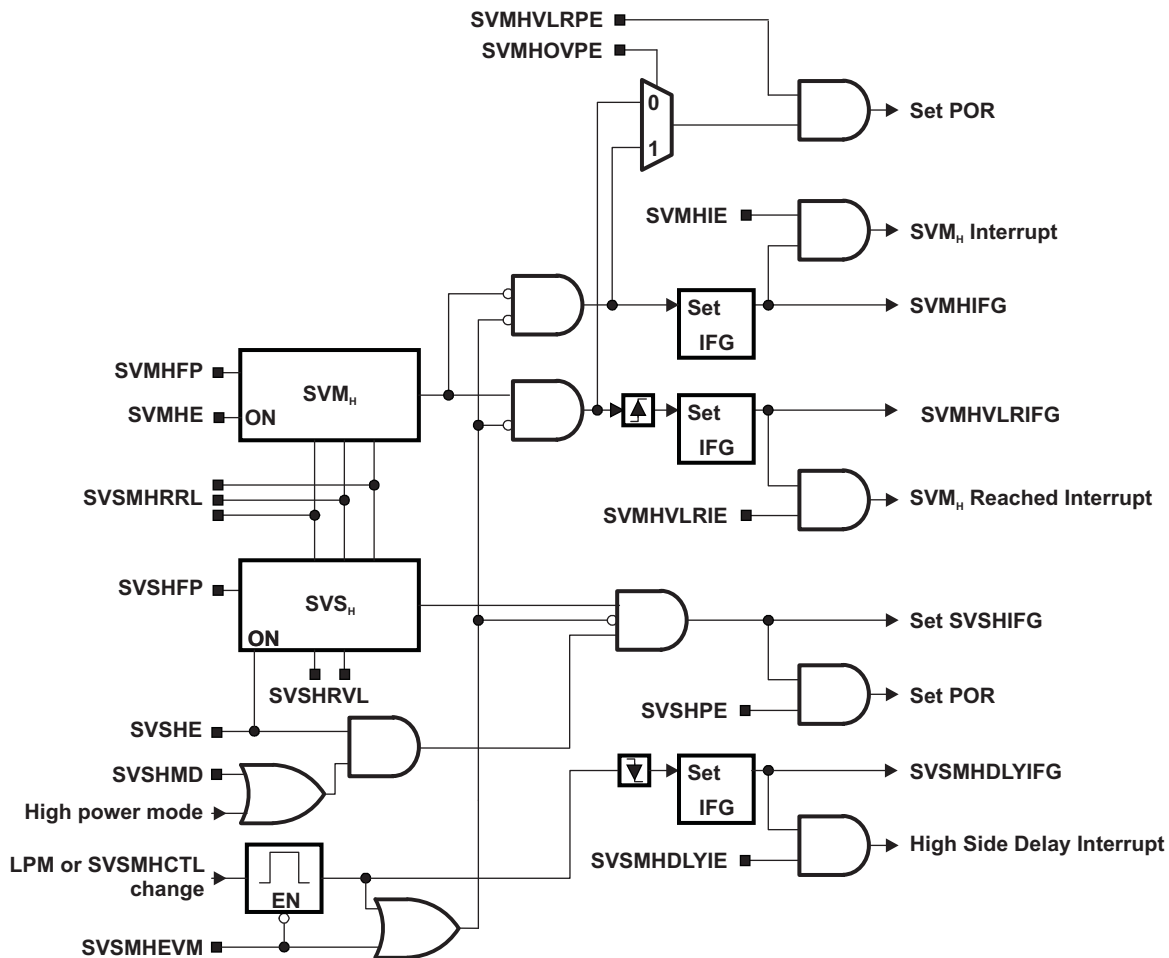 SVMHVLRPE
SVMHOVPE
0
1
Set POR
SVMHIE
SVMH Interrupt
Set
IFG
SVMHIFG
SVMHFP
SVMH
SVMHE
ON
Set
IFG
SVMHVLRIFG
SVSMHRRL
SVMHVLRIE
SVMH Reached Interrupt
SVSHFP
SVSH
ON
Set SVSHIFG
SVSHRVL
SVSHPE
Set POR
SVSHE
SVSHMD
High power mode
Set
IFG
SVSMHDLYIFG
SVSMHDLYIE
High Side Delay Interrupt
LPM or SVSMHCTL
change
EN
SVSMHEVM